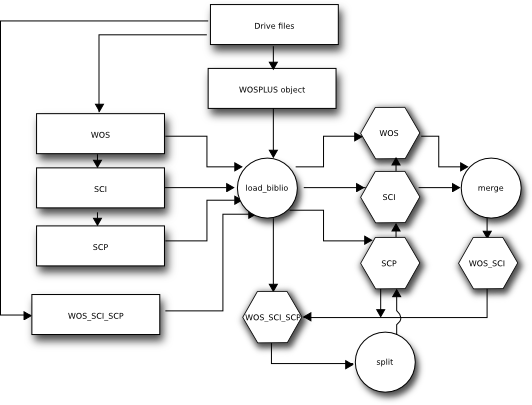 Drive files
WOSPLUS object
WOS
WOS
SCI
load_biblio
SCI
merge
SCP
SCP
WOS_SCI
WOS_SCI_SCP
WOS_SCI_SCP
split